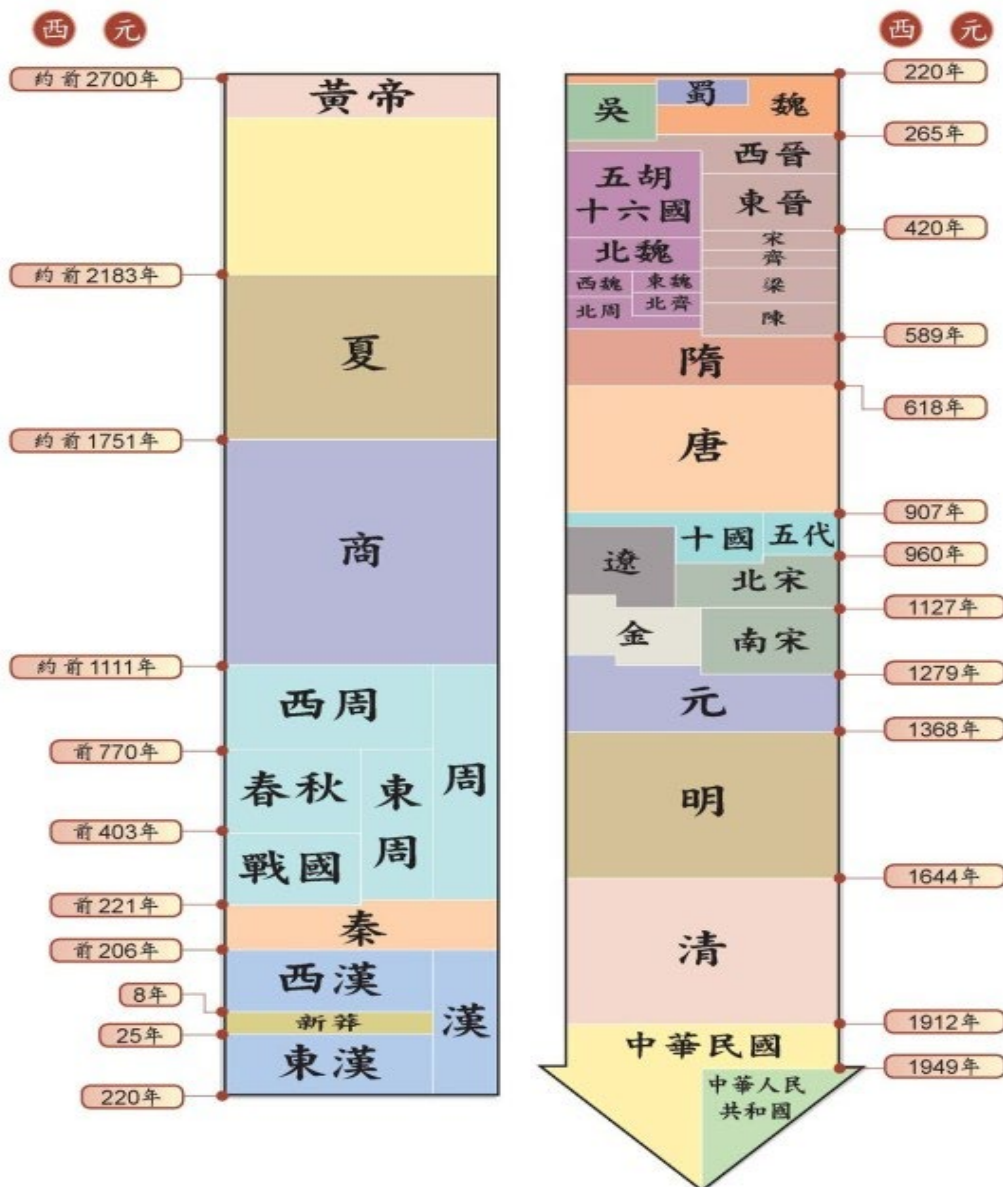 西 元
約前2700年
約前2183年
約前1751年
約前1111年
前770年
前403年
前221年
前206年
8年
25年
220年
黃帝
夏
商
西周
周
春秋
東周
戰國
秦
西漢
漢
新莽
東漢
西 元
220年
265年
420年
589年
618年
907年
960年
1127年
1279年
1368年
1644年
1912年
1949年
蜀
吳
魏
西晉
五胡
十六國
東晉
宋
北魏
齊
西魏
東魏
梁
北周
北齊
陳
隋
唐
十國
五代
遼
北宋
金
南宋
元
明
清
中華民國
中華人民
共和國